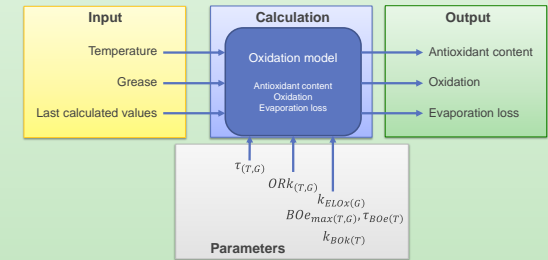 Input
Calculation
Output
Temperature
Grease
Last calculated values
Oxidation model
Antioxidant content
Oxidation
Evaporation loss
Antioxidant content
Oxidation
Evaporation loss
τ(T,G)
ORk(T,G)
kELOx(G)
BOemax(T,G), τBOe(T)
kBOk(T)
Parameters